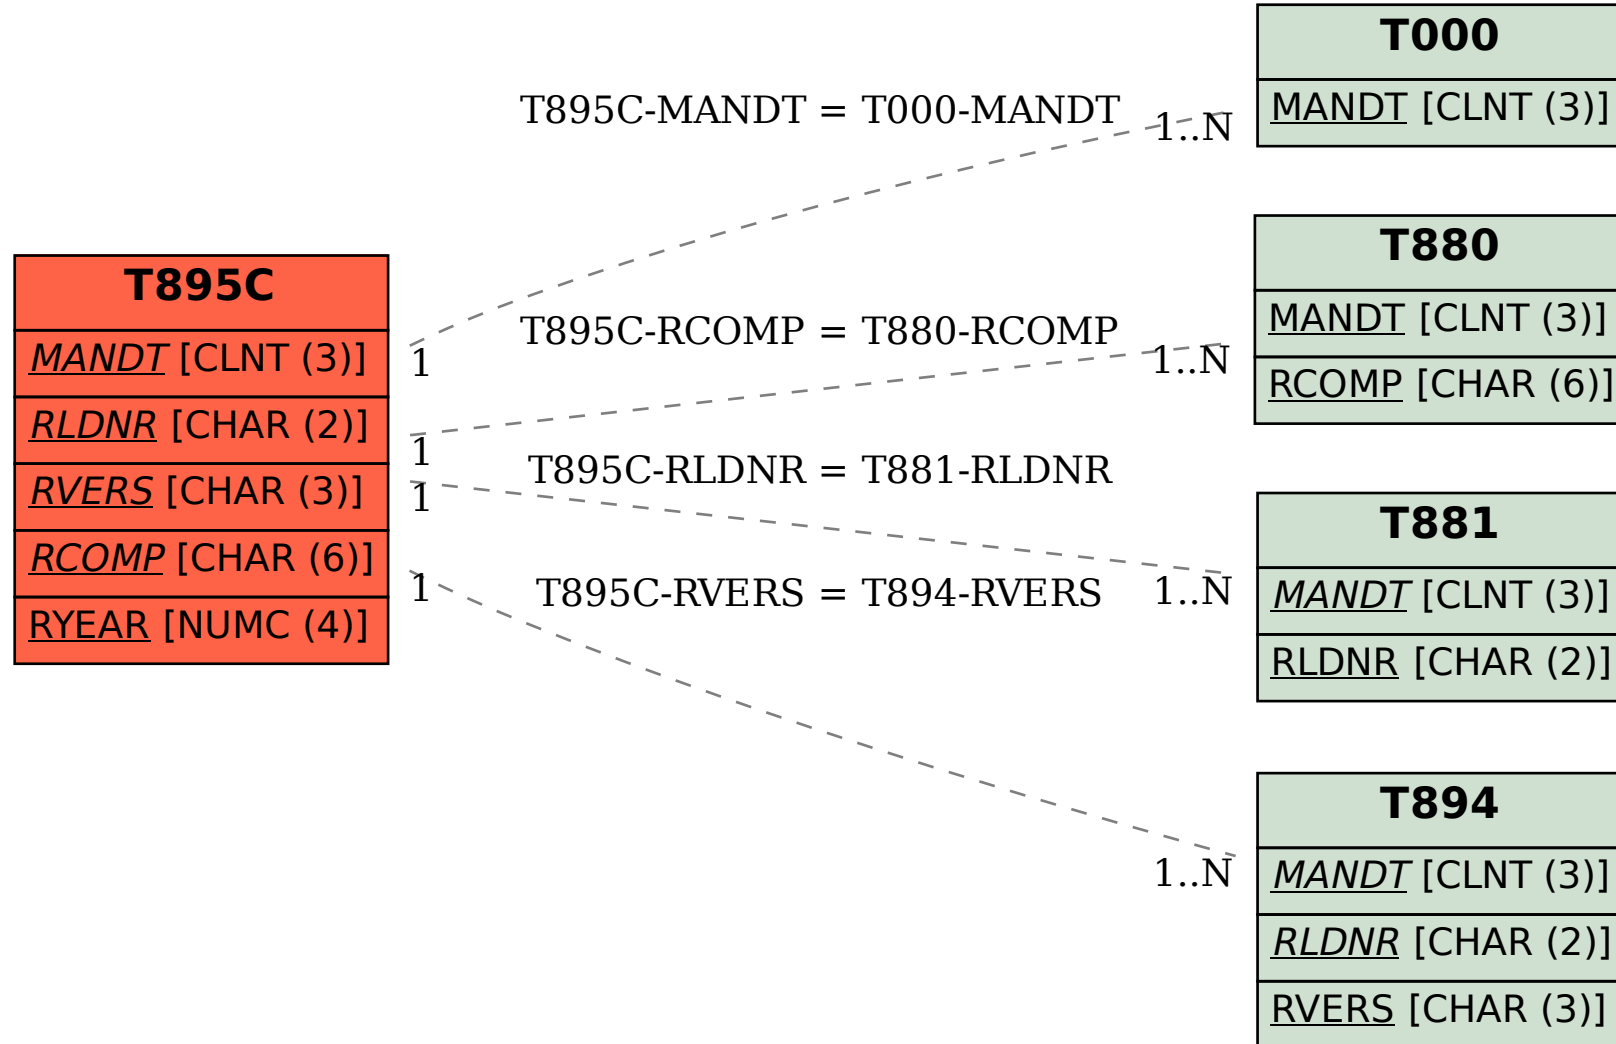 T895C
MANDT [CLNT (3)]
RLDNR [CHAR (2)]
RVERS [CHAR (3)]
RCOMP [CHAR (6)]
RYEAR [NUMC (4)]
T895C-MANDT = T000-MANDT
1
1..N
T895C-RCOMP = T880-RCOMP
1
1..N
T895C-RLDNR = T881-RLDNR
1
1..N
T895C-RVERS = T894-RVERS
1
1..N
T000
MANDT [CLNT (3)]
T880
MANDT [CLNT (3)]
RCOMP [CHAR (6)]
T881
MANDT [CLNT (3)]
RLDNR [CHAR (2)]
T894
MANDT [CLNT (3)]
RLDNR [CHAR (2)]
RVERS [CHAR (3)]